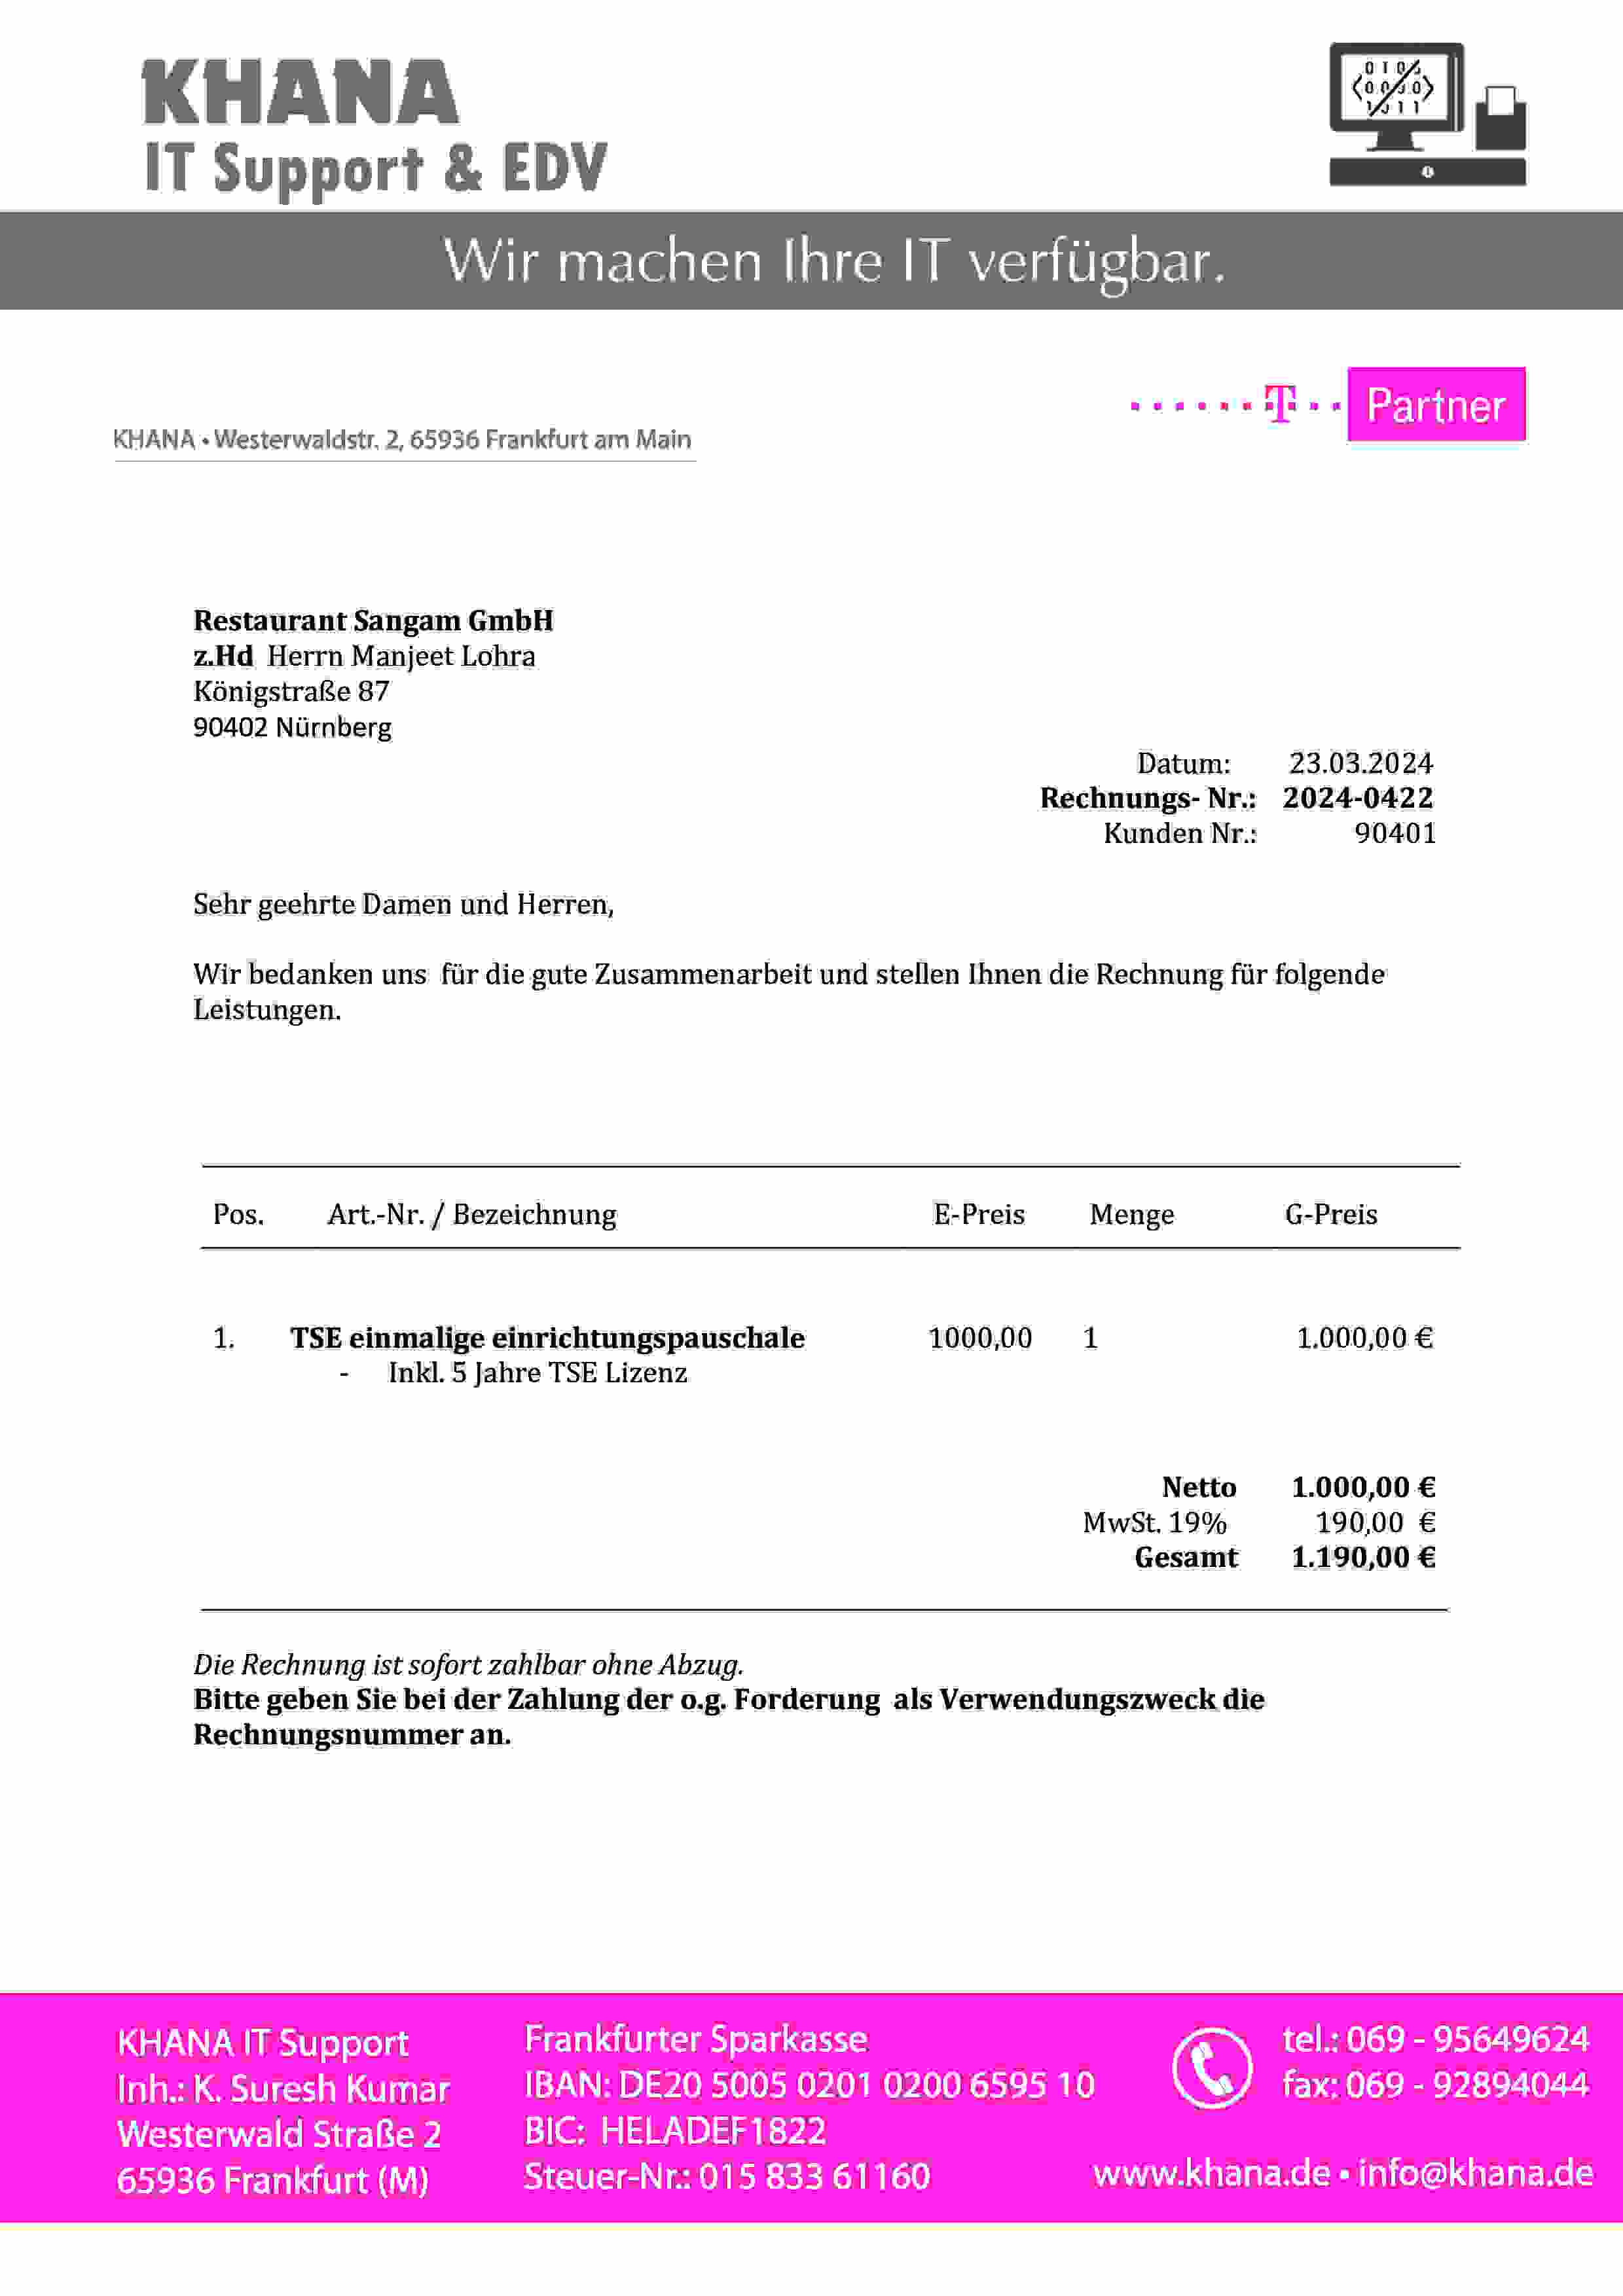 KHANA
IT Support & EDV
Wir machen Ihre IT verfügbar.
T Partner
KHANA • Westerwaldstr. 2, 65936 Frankfurt am Main
Restaurant Sangam GmbH
z.Hd Herrn Manjeet Lohra
Königstraße 87
90402 Nürnberg
Datum: 23.03.2024
Rechnungs- Nr.: 2024-0422
Kunden Nr.: 90401
Sehr geehrte Damen und Herren,
Wir bedanken uns für die gute Zusammenarbeit und stellen Ihnen die Rechnung für folgende
Leistungen.
Pos. Art.-Nr. / Bezeichnung E-Preis Menge G-Preis
1. TSE einmalige einrichtungspauschale 1000,00 1 1.000,00 €
- Inkl. 5 Jahre TSE Lizenz
Netto 1.000,00 €
MwSt. 19% 190,00 €
Gesamt 1.190,00 €
Die Rechnung ist sofort zahlbar ohne Abzug.
Bitte geben Sie bei der Zahlung der o.g. Forderung als Verwendungszweck die
Rechnungsnummer an.
KHANA IT Support
Inh.: K. Suresh Kumar
Westerwald Straße 2
65936 Frankfurt (M)
Frankfurter Sparkasse
IBAN: DE20 5005 0201 0200 6595 10
BIC: HELADEF1822
Steuer-Nr.: 015 833 61160
tel.: 069 - 95649624
fax: 069 - 92894044
www.khana.de • info@khana.de